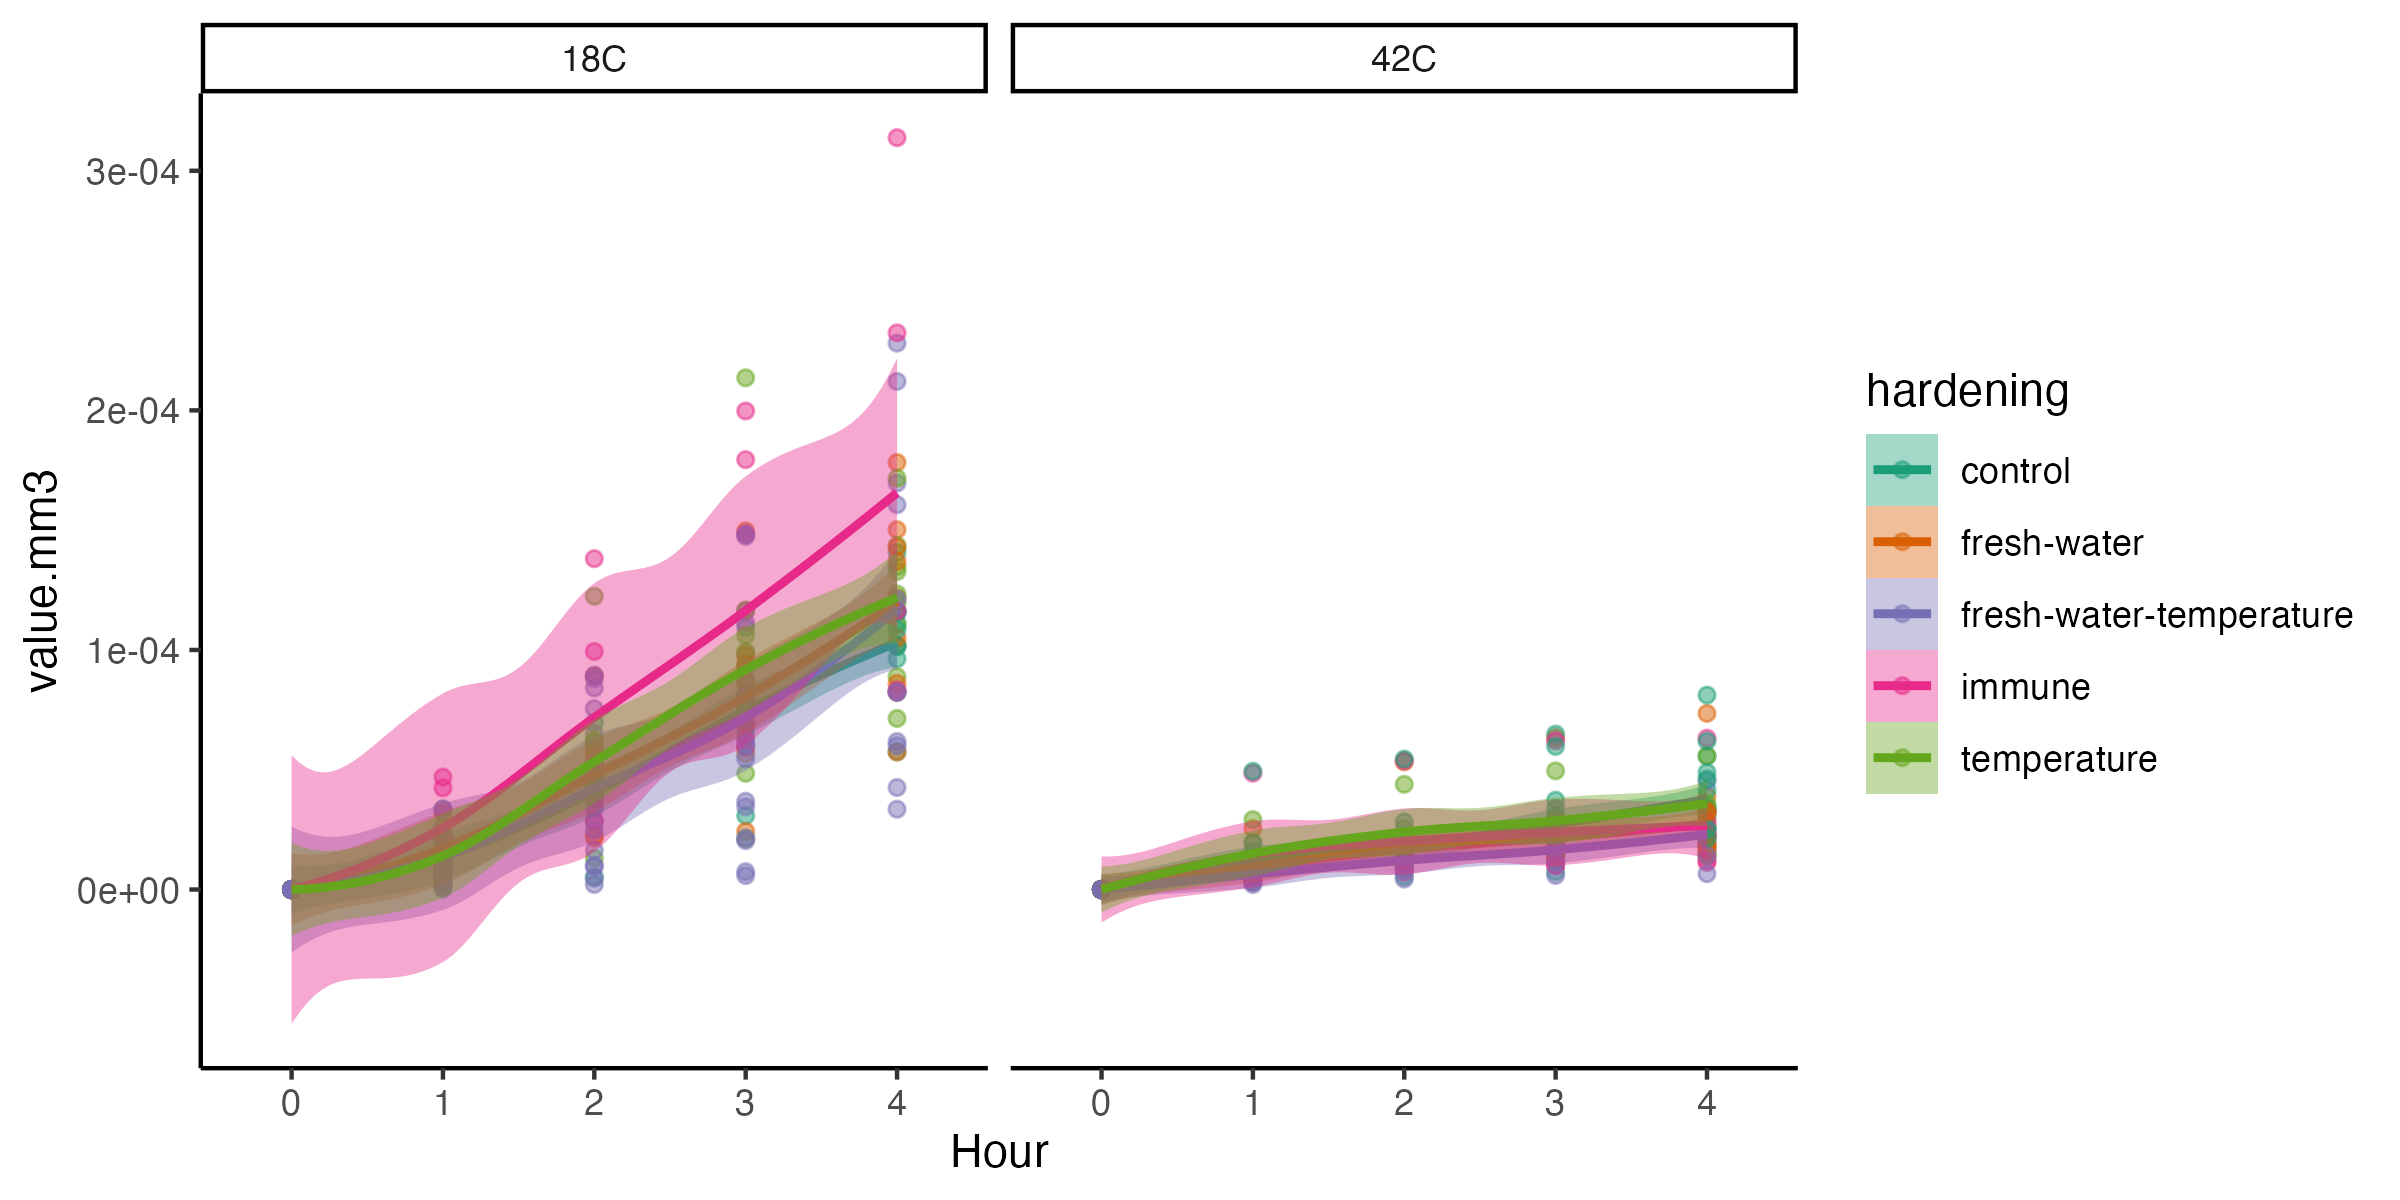 18C
42C
value.mm3
3e-04
2e-04
1e-04
0e+00
0 1 2 3 4
0 1 2 3 4
Hour
hardening
control
fresh-water
fresh-water-temperature
immune
temperature